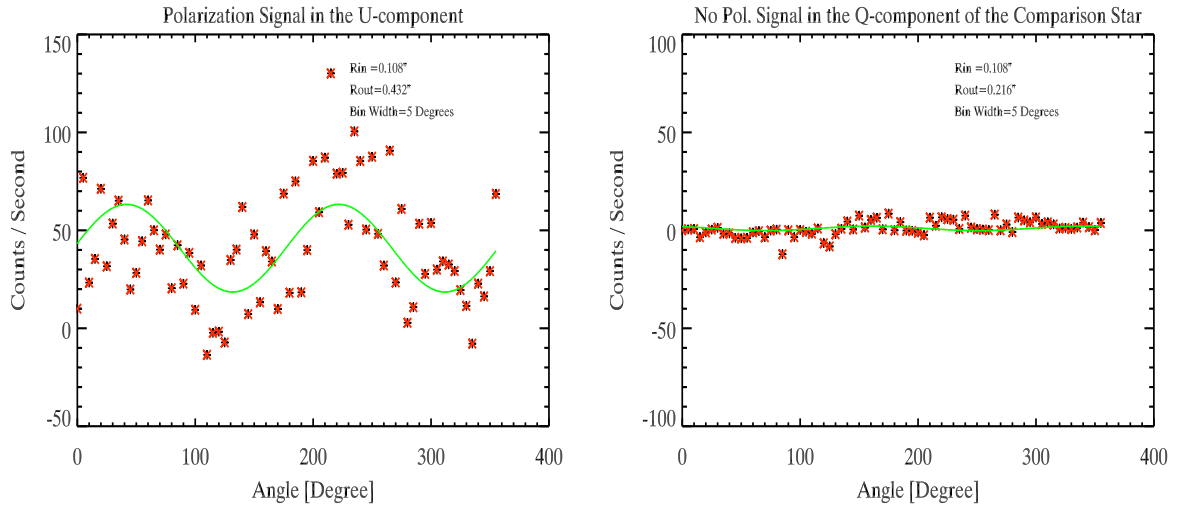 Polarization Signal in the U-component
150
100
50
0
-50
0 100 200 300 400
Counts / Second
Angle [Degree]
Rin =0.108"
Rout=0.432"
Bin Width=5 Degrees
No Pol. Signal in the Q-component of the Comparison Star
100
50
0
-50
-100
0 100 200 300 400
Counts / Second
Angle [Degree]
Rin =0.108"
Rout=0.216"
Bin Width=5 Degrees